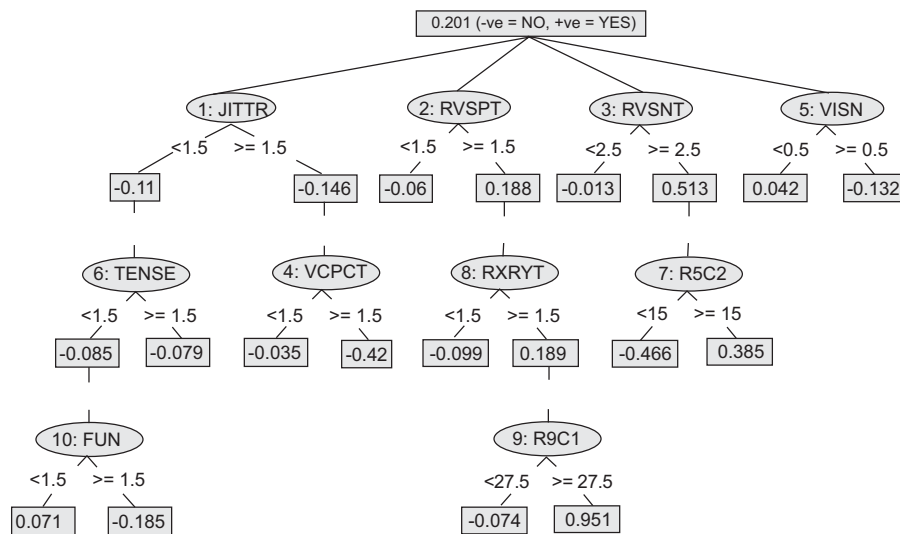 0.201 (-ve = NO, +ve = YES)
1: JITTR 2: RVSPT 3: RVSNT 5: VISN
<1.5 >= 1.5 <1.5 >= 1.5 <2.5 >= 2.5 <0.5 >= 0.5
-0.11 -0.146 -0.06 0.188 -0.013 0.513 0.042 -0.132
6: TENSE 4: VCPCT 8: RXRYT 7: R5C2
<1.5 >= 1.5 <1.5 >= 1.5 <1.5 >= 1.5 <15 >= 15
-0.085 -0.079 -0.035 -0.42 -0.099 0.189 -0.466 0.385
10: FUN 9: R9C1
<1.5 >= 1.5 <27.5 >= 27.5
0.071 -0.185 -0.074 0.951